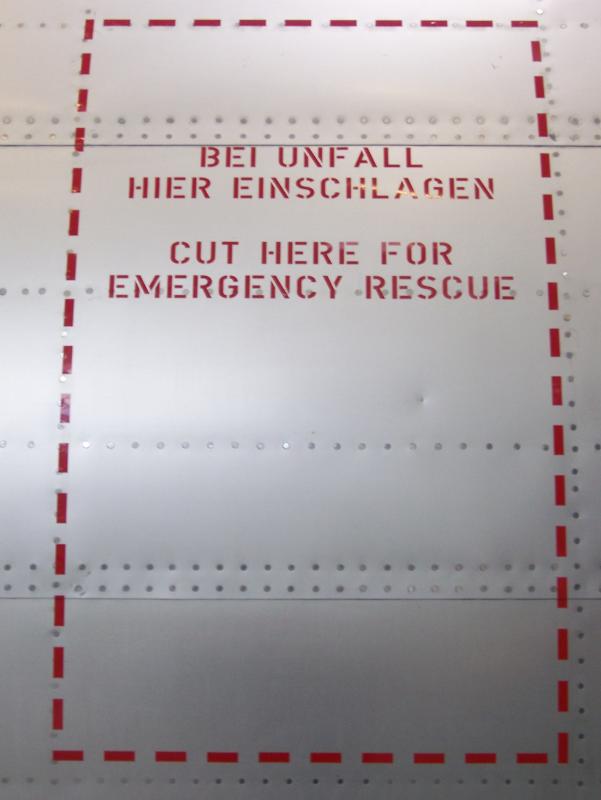 BEI UNFALL
HIER EINSCHLAGEN
CUT HERE FOR
EMERGENCY RESCUE